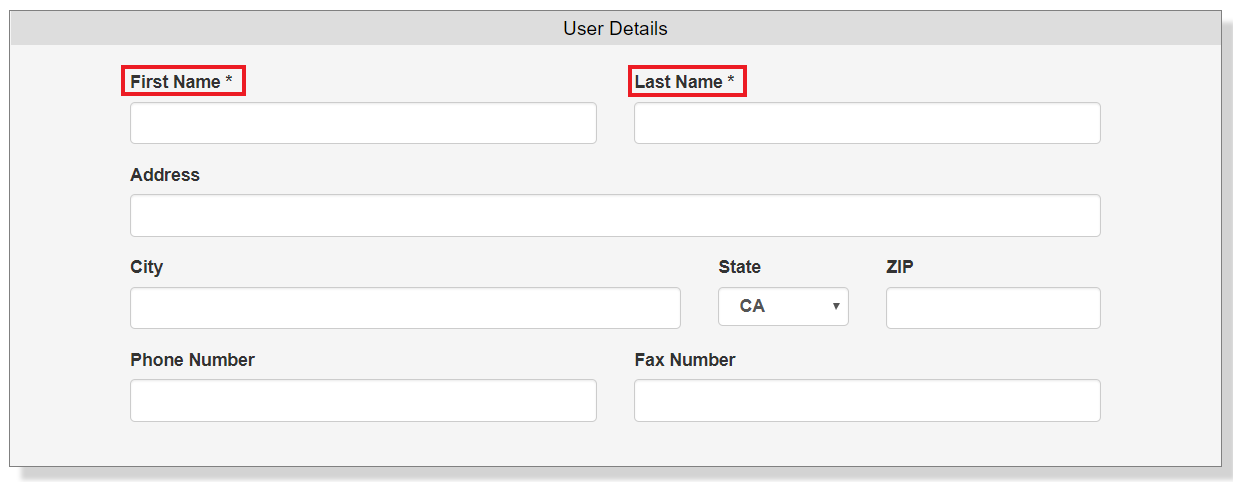 User Details
First Name * Last Name *
Address
City State ZIP
CA
Phone Number Fax Number